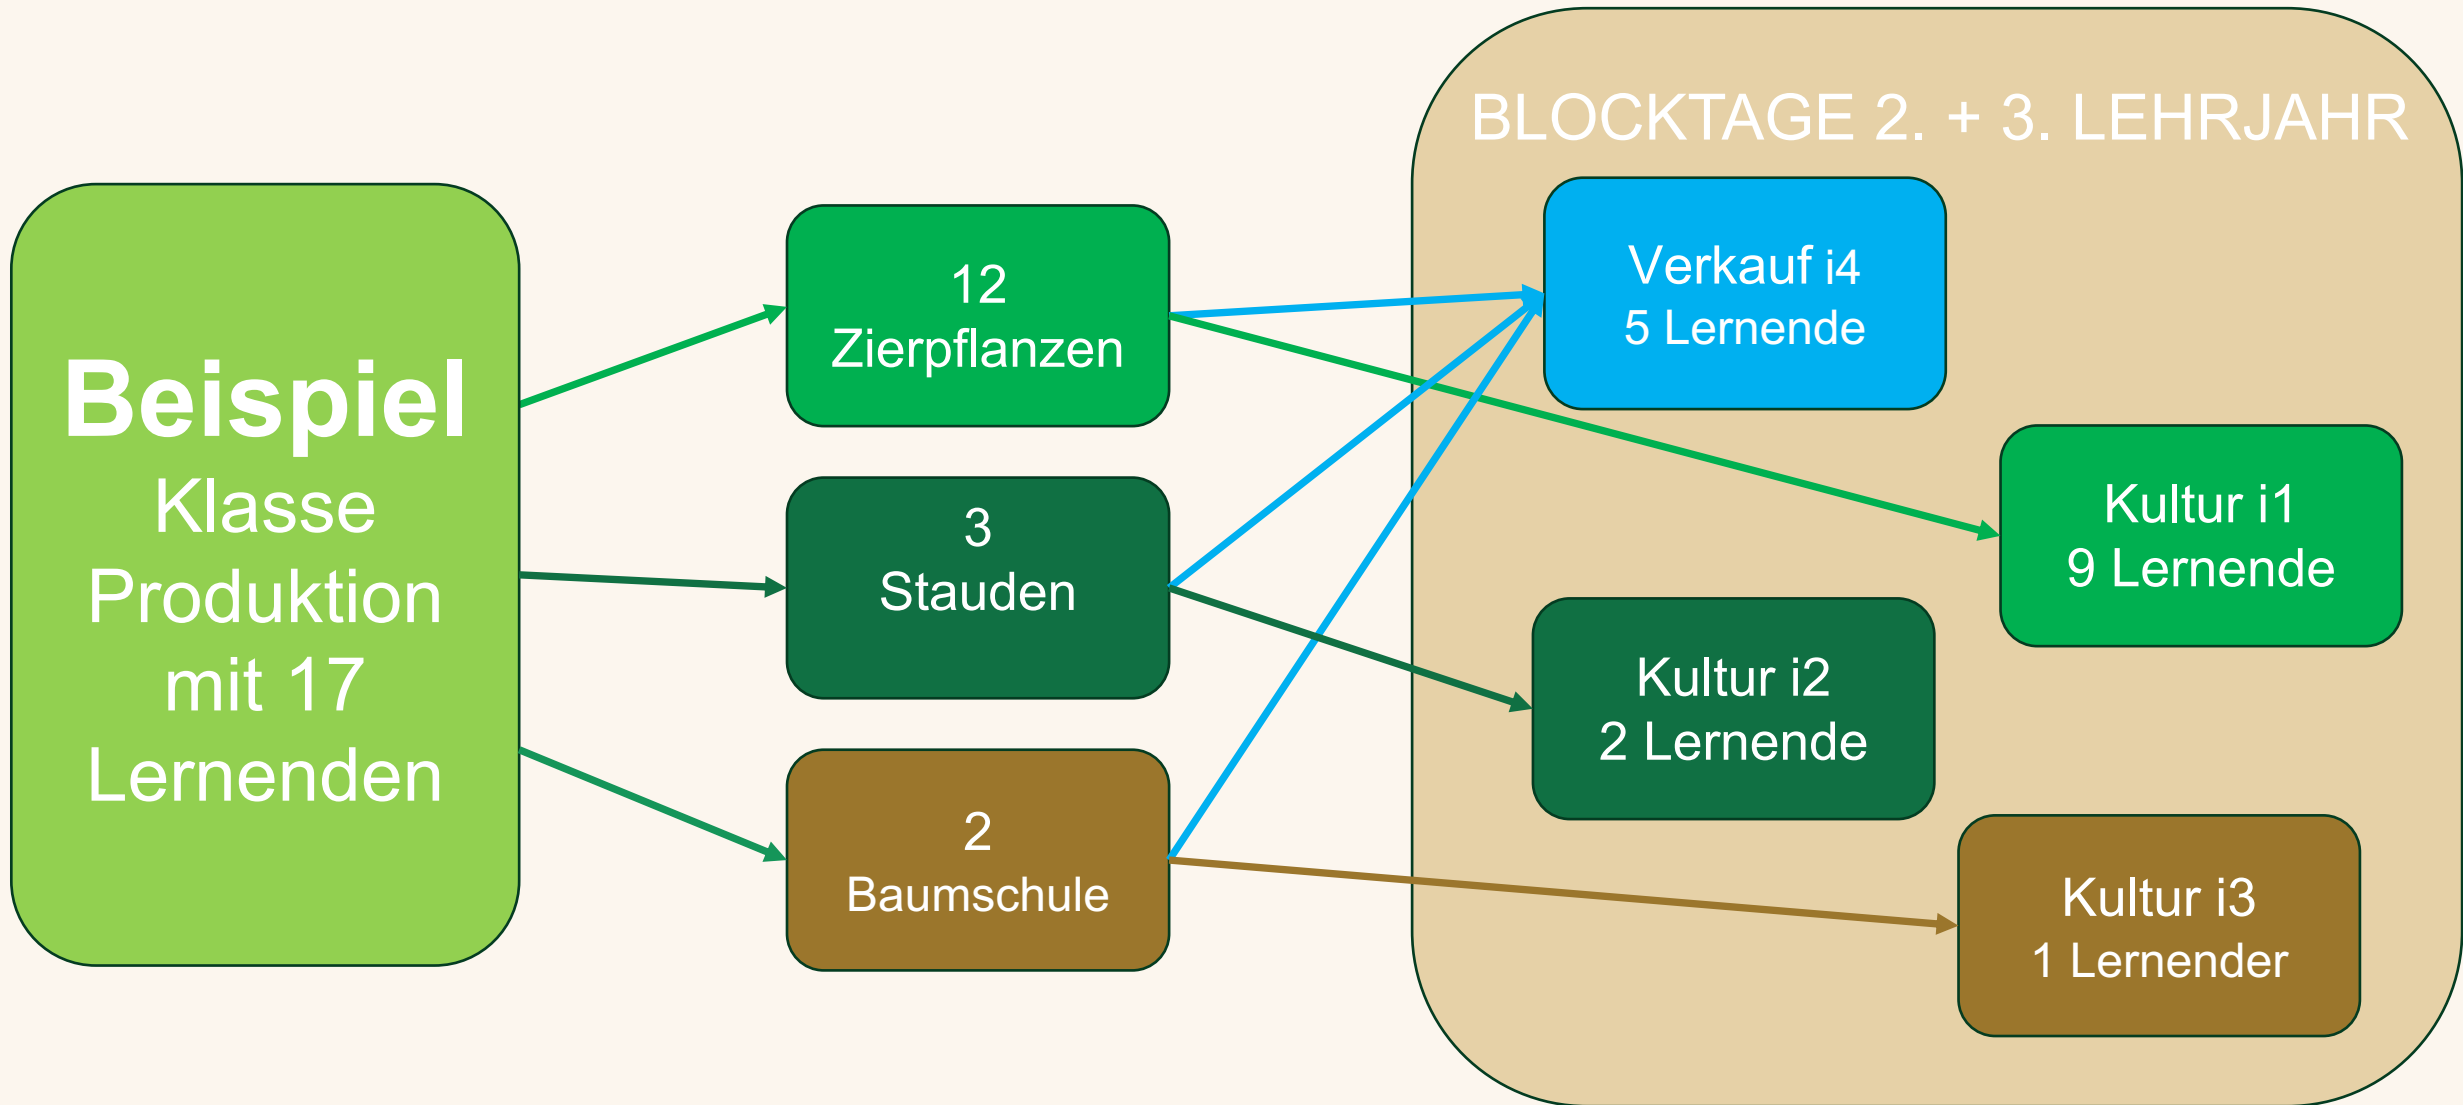 Beispiel
Klasse
Produktion
mit 17
Lernenden
12
Zierpflanzen
3
Stauden
2
Baumschule
BLOCKTAGE 2. + 3. LEHRJAHR
Verkauf i4
5 Lernende
Kultur i1
9 Lernende
Kultur i2
2 Lernende
Kultur i3
1 Lernender